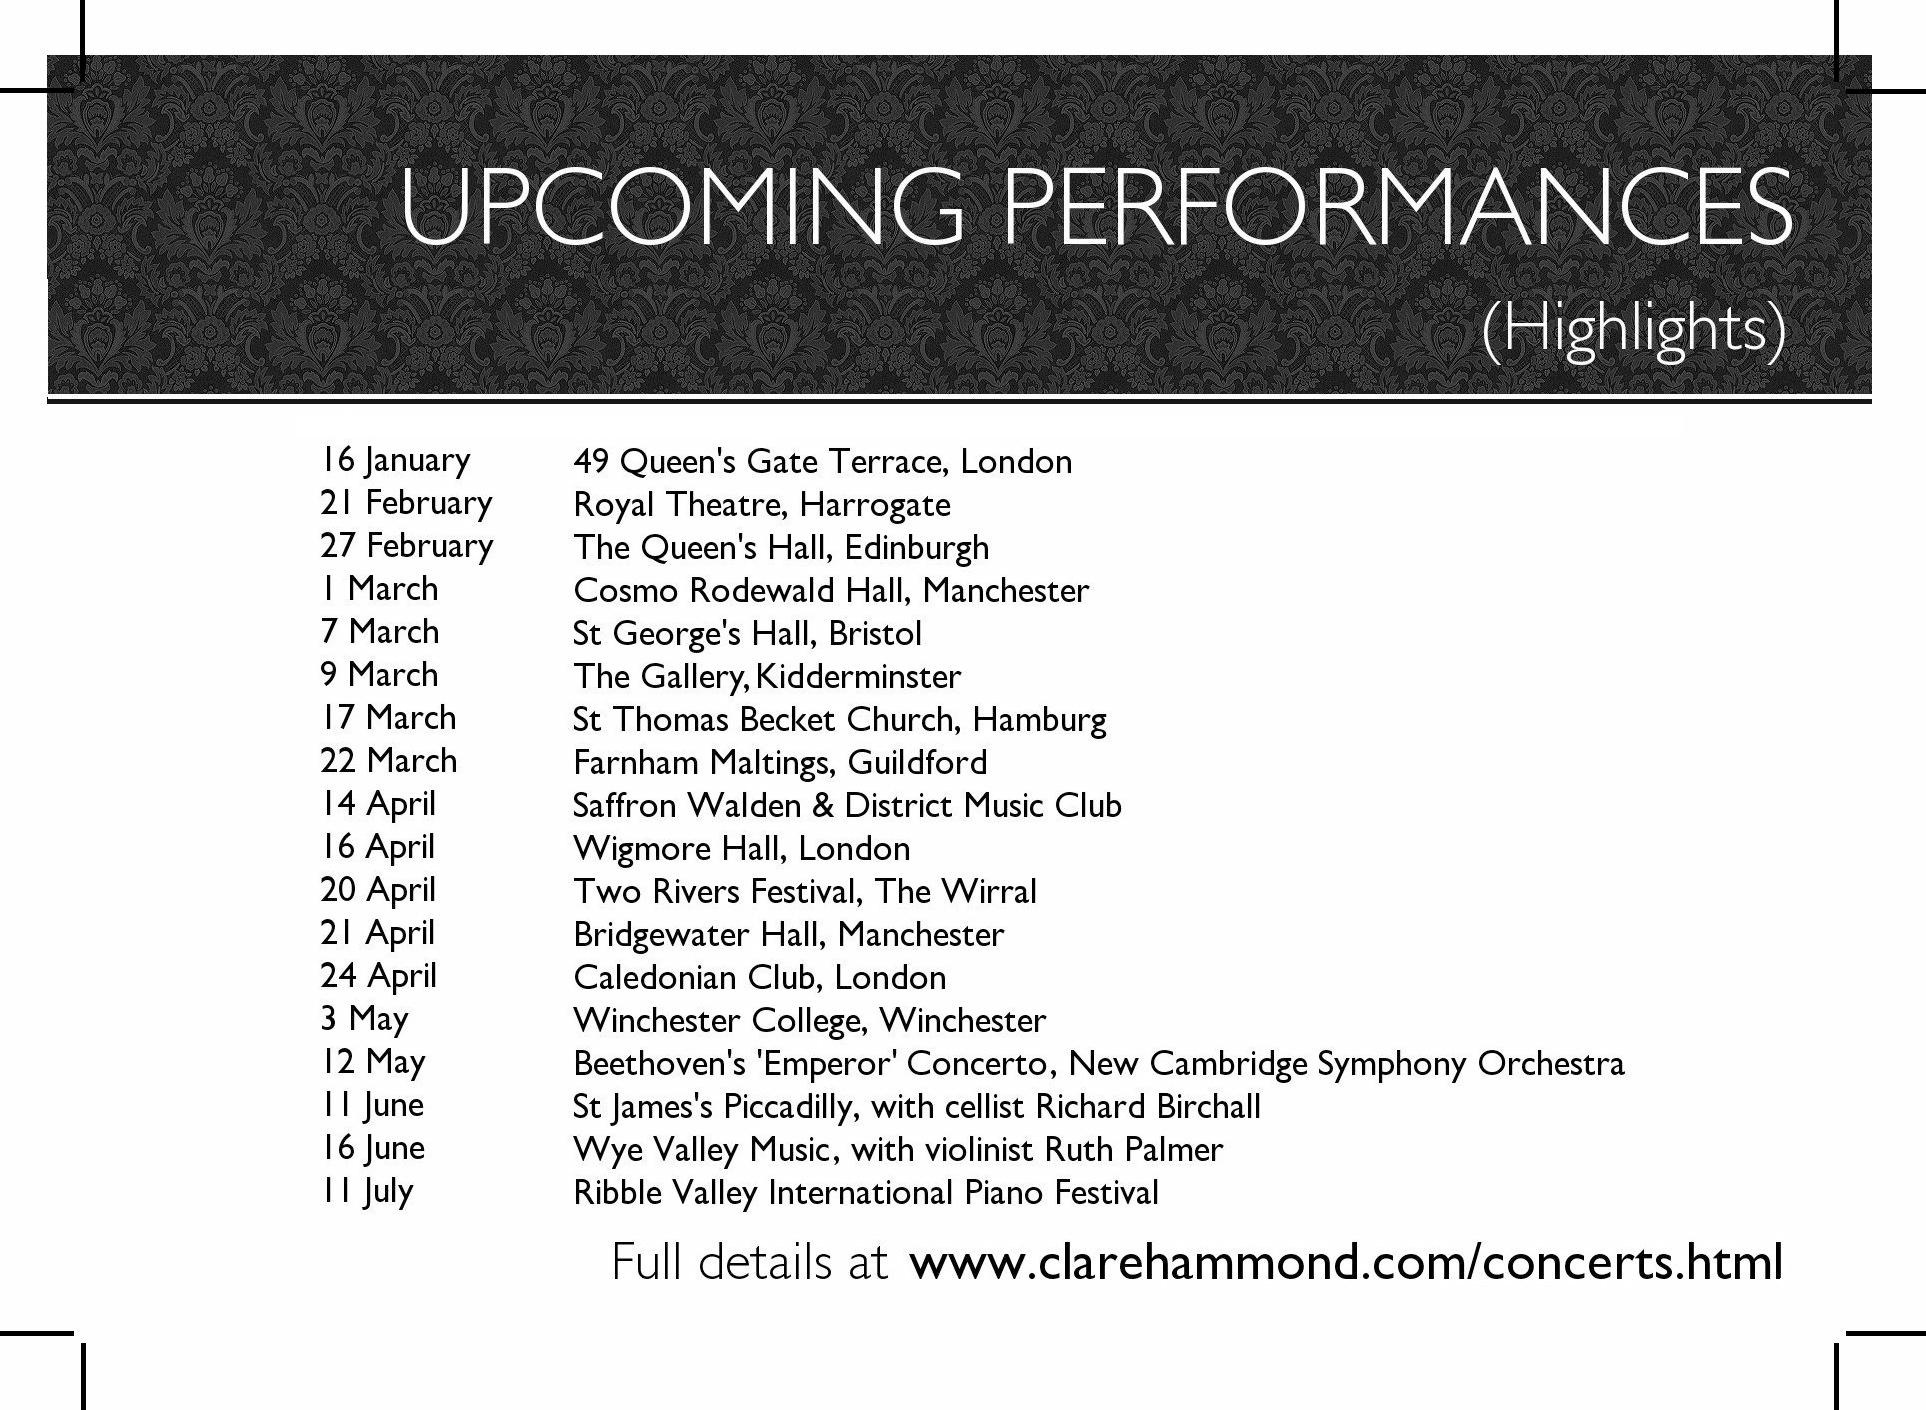 UPCOMING PERFORMANCES
(Highlights)
16 January 49 Queen's Gate Terrace, London
21 February Royal Theatre, Harrogate
27 February The Queen's Hall, Edinburgh
1 March Cosmo Rodewald Hall, Manchester
7 March St George's Hall, Bristol
9 March The Gallery, Kidderminster
17 March St Thomas Becket Church, Hamburg
22 March Farnham Maltings, Guildford
14 April Saffron Walden & District Music Club
16 April Wigmore Hall, London
20 April Two Rivers Festival, The Wirral
21 April Bridgewater Hall, Manchester
24 April Caledonian Club, London
3 May Winchester College, Winchester
12 May Beethoven's 'Emperor' Concerto, New Cambridge Symphony Orchestra
11 June St James's Piccadilly, with cellist Richard Birchall
16 June Wye Valley Music, with violinist Ruth Palmer
11 July Ribble Valley International Piano Festival
Full details at www.clarehammond.com/concerts.html